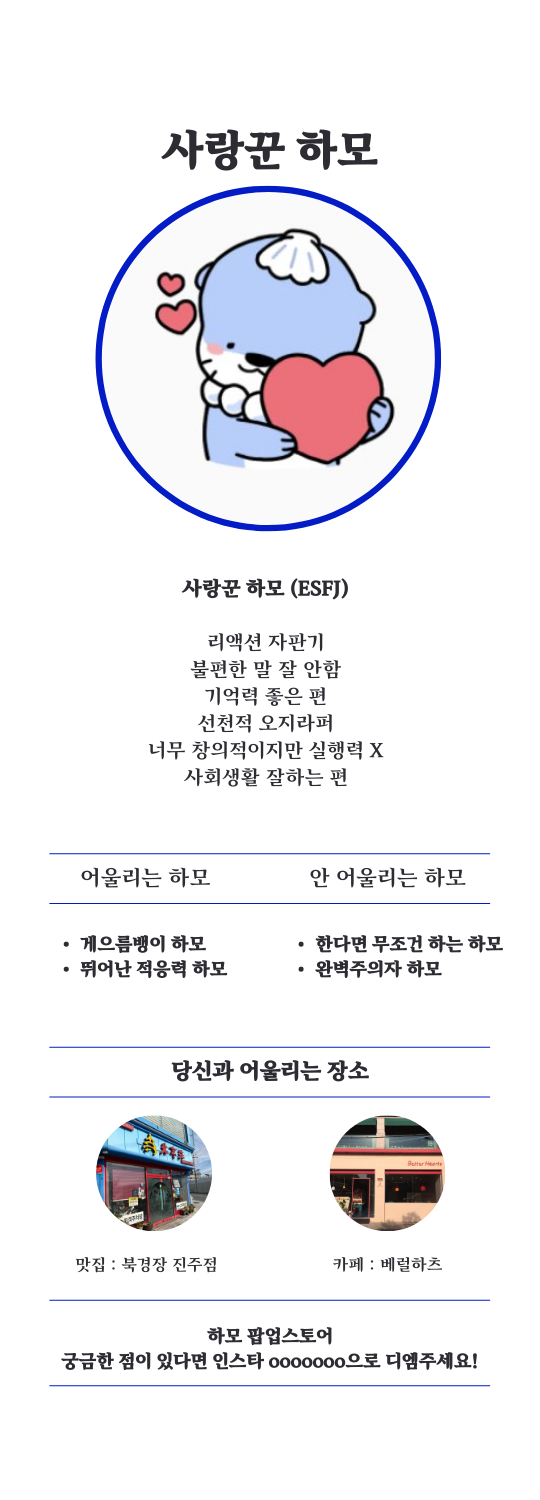 사랑꾼 하모
사랑꾼 하모 (ESFJ)
리액션 자판기
불편한 말 잘 안함
기억력 좋은 편
선천적 오지라퍼
너무 창의적이지만 실행력 X
사회생활 잘하는 편
어울리는 하모
안 어울리는 하모
• 게으름뱅이 하모
• 뛰어난 적응력 하모
• 한다면 무조건 하는 하모
• 완벽주의자 하모
당신과 어울리는 장소
Better Hearts
맛집 : 북경장 진주점
카페 : 베럴하츠
하모 팝업스토어
궁금한 점이 있다면 인스타 ooooooo으로 디엠주세요!